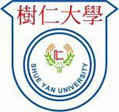 樹仁大學
SHUE YAN UNIVERSITY